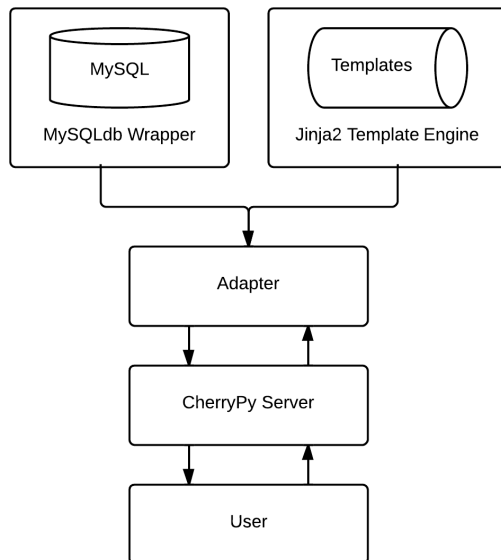 MySQL
MySQLdb Wrapper
Templates
Jinja2 Template Engine
Adapter
CherryPy Server
User